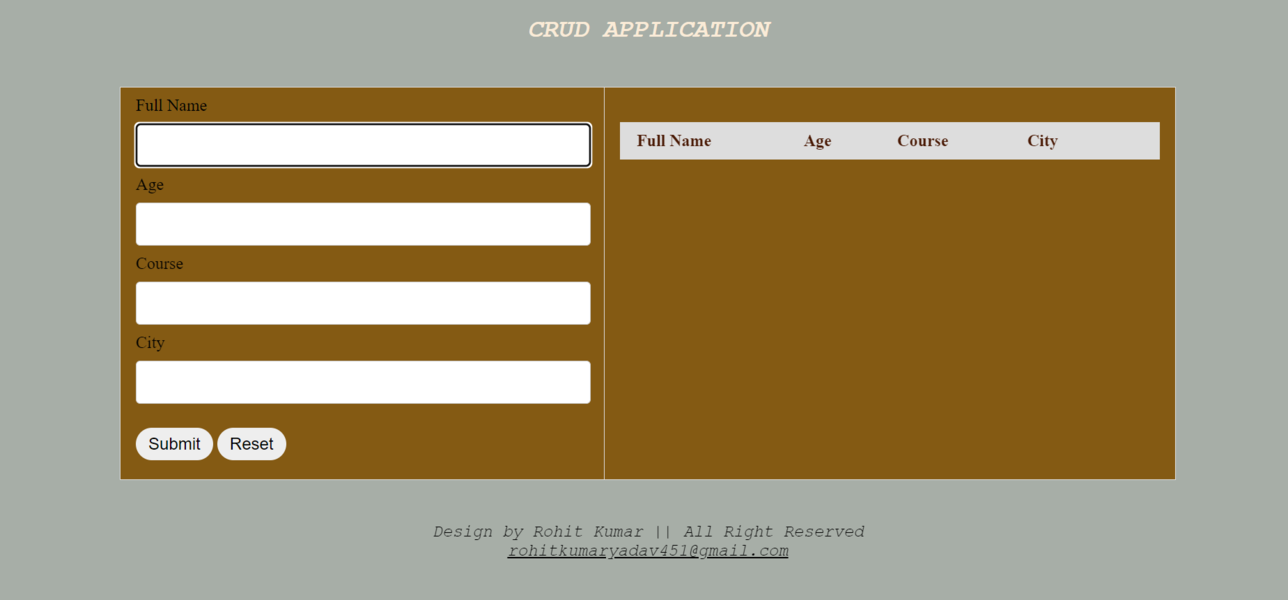 CRUD APPLICATION
Full Name
Age
Course
City
Submit Reset
Full Name Age Course City
Design by Rohit Kumar || All Right Reserved
rohitkumaryadav451@gmail.com